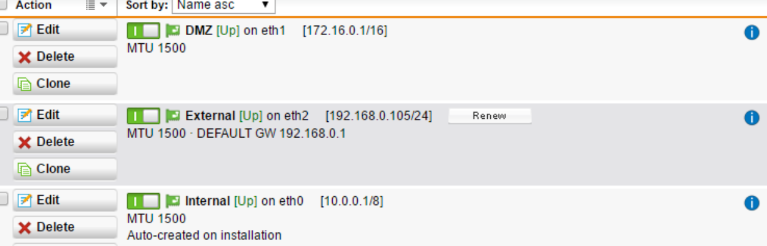 Action Sort by: Name asc
Edit DMZ [Up] on eth1 [172.16.0.1/16]
MTU 1500
Delete
Clone
Edit External [Up] on eth2 [192.168.0.105/24] Renew
MTU 1500 · DEFAULT GW 192.168.0.1
Delete
Clone
Edit Internal [Up] on eth0 [10.0.0.1/8]
MTU 1500
Delete
Auto-created on installation